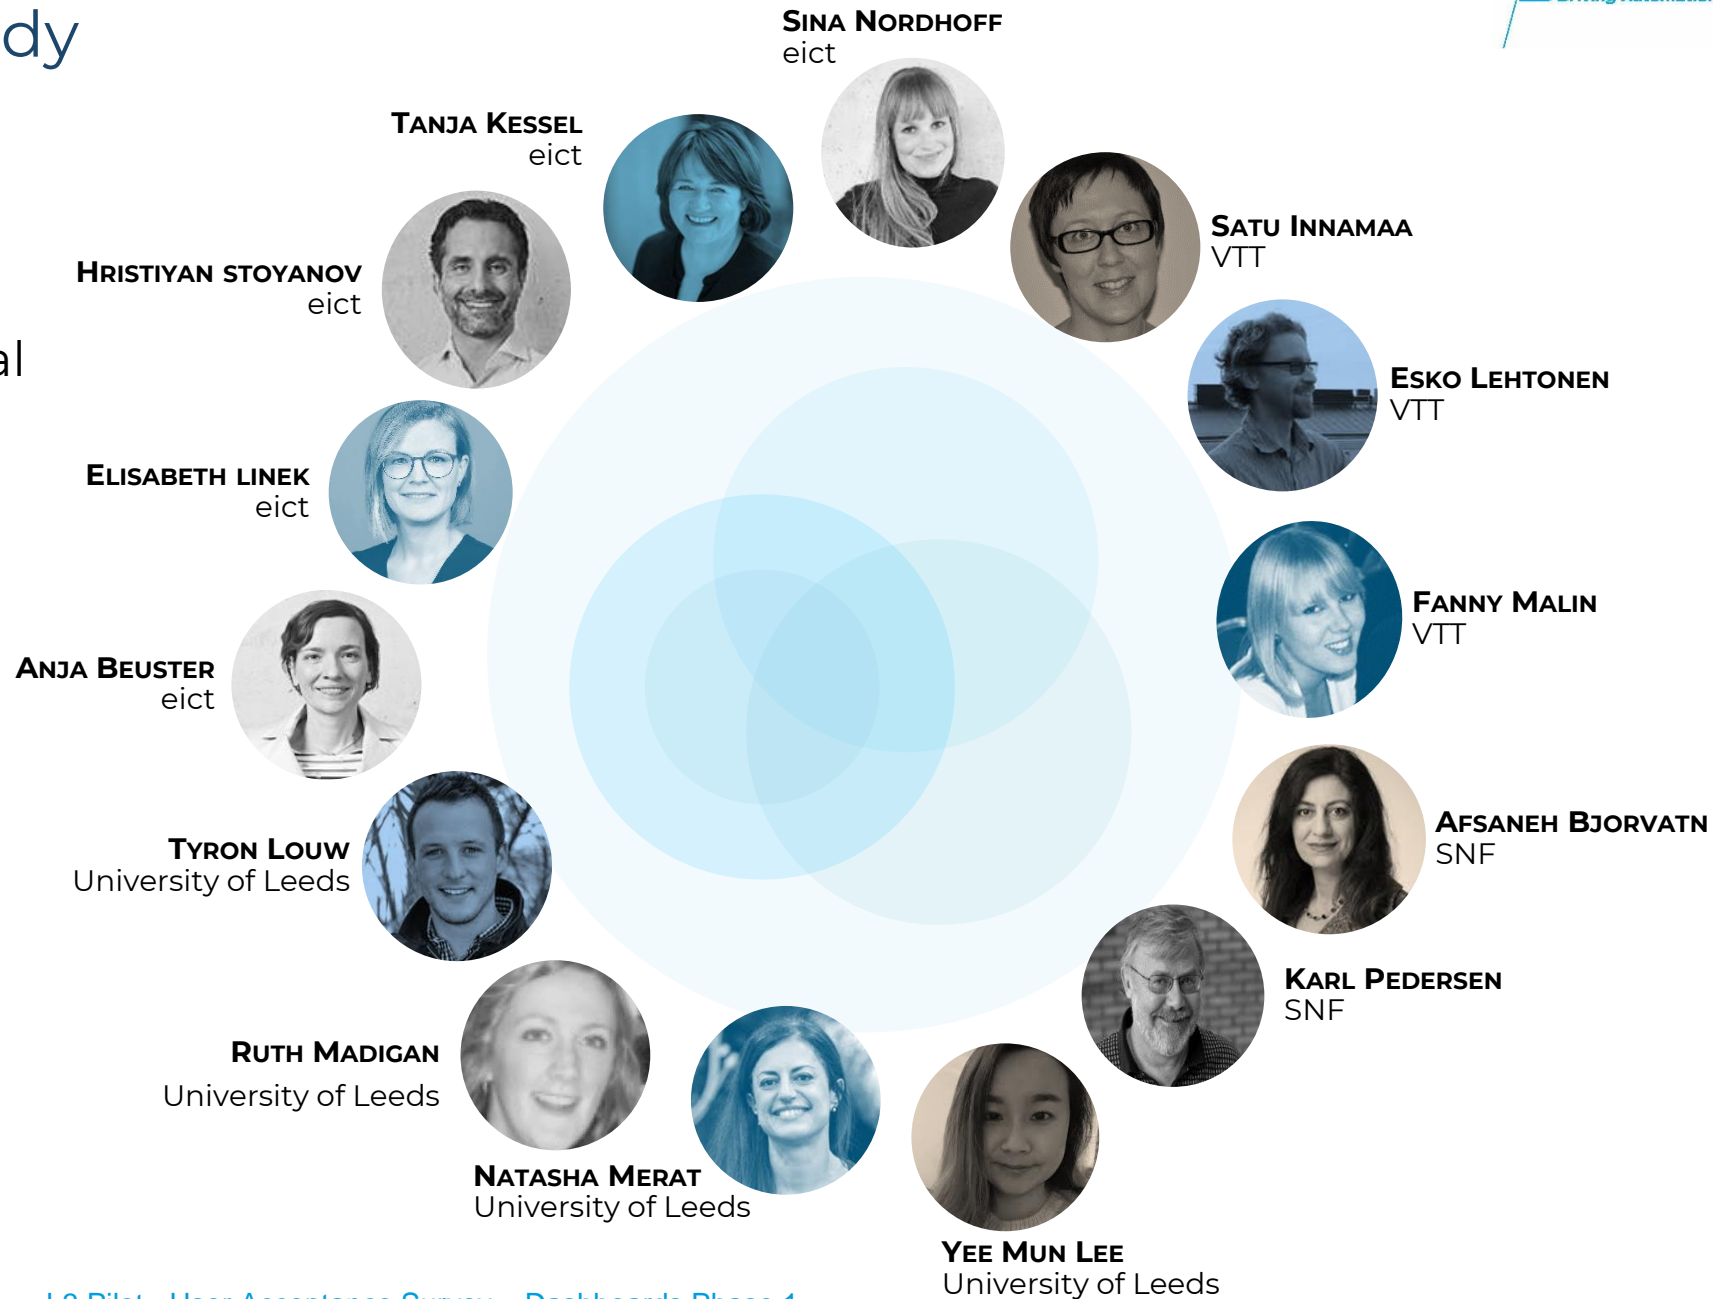 dy
SINA NORDHOFF
eict
TANJA KESSEL
eict
SATU INNAMAA
VTT
HRISTIYAN STOYANOV
eict
al
ESKO LEHTONEN
VTT
ELISABETH LINEK
eict
FANNY MALIN
VTT
ANJA BEUSTER
eict
AFSANEH BJORVATN
SNF
TYRON LOUW
University of Leeds
KARL PEDERSEN
SNF
RUTH MADIGAN
University of Leeds
NATASHA MERAT
University of Leeds
YEE MUN LEE
University of Leeds